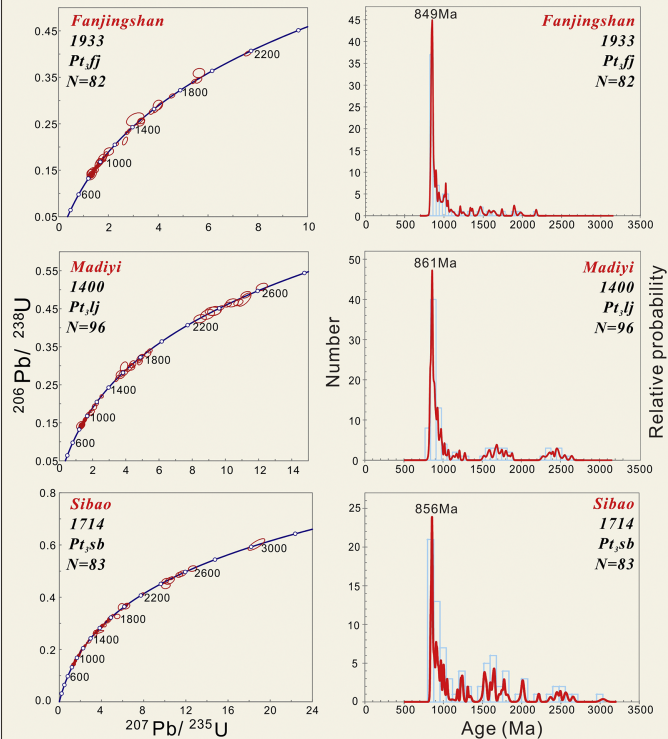 Fanjingshan
1933
Pt₃fj
N=82
0.45
0.35
0.25
0.15
0.05
600
1000
1400
1800
2200
2 4 6 8 10
849Ma
Fanjingshan
1933
Pt₃fj
N=82
45
40
35
30
25
20
15
10
5
0
0 500 1000 1500 2000 2500 3000 3500
Madiyi
1400
Pt₃lj
N=96
0.55
0.45
0.35
0.25
0.15
0.05
600
1000
1400
1800
2200
2600
0 2 4 6 8 10 12 14
206Pb/ 238U
861Ma
Madiyi
1400
Pt₃lj
N=96
50
40
30
20
10
0
0 500 1000 1500 2000 2500 3000 3500
Number
Relative probability
Sibao
1714
Pt₃sb
N=83
0.8
0.6
0.4
0.2
0.0
600
1000
1400
1800
2200
2600
3000
0 4 8 12 16 20 24
207Pb/ 235U
856Ma
Sibao
1714
Pt₃sb
N=83
25
20
15
10
5
0
0 500 1000 1500 2000 2500 3000 3500
Age (Ma)